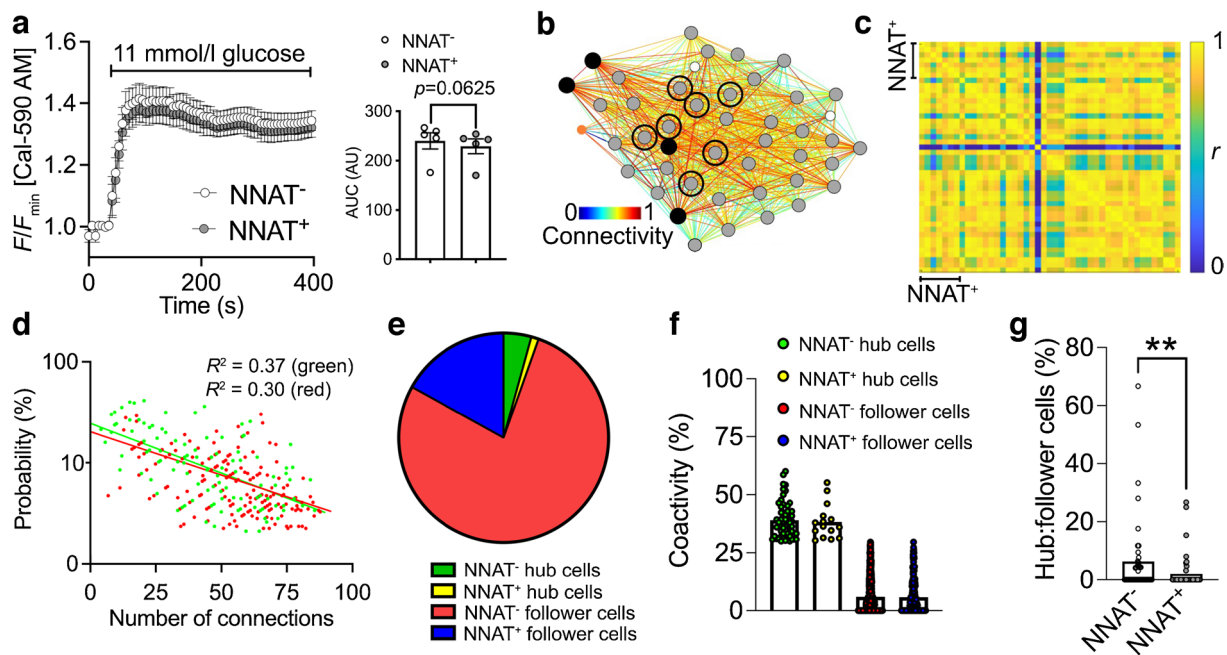 a
F/Fmin [Cal-590 AM]
1.6
1.4
1.2
1.0
11 mmol/l glucose
NNAT-
NNAT+
0
200
400
Time (s)
NNAT-
NNAT+
p=0.0625
AUC (AU)
300
200
100
0
b
0 1
Connectivity
c
NNAT+
NNAT+
1
r
0
d
Probability (%)
100
10
0
R2 = 0.37 (green)
R2 = 0.30 (red)
0 25 50 75 100
Number of connections
e
NNAT- hub cells
NNAT+ hub cells
NNAT- follower cells
NNAT+ follower cells
f
NNAT- hub cells
NNAT+ hub cells
NNAT- follower cells
NNAT+ follower cells
Coactivity (%)
100
75
50
25
0
g
Hub:follower cells (%)
80
60
40
20
0
**
NNAT-
NNAT+